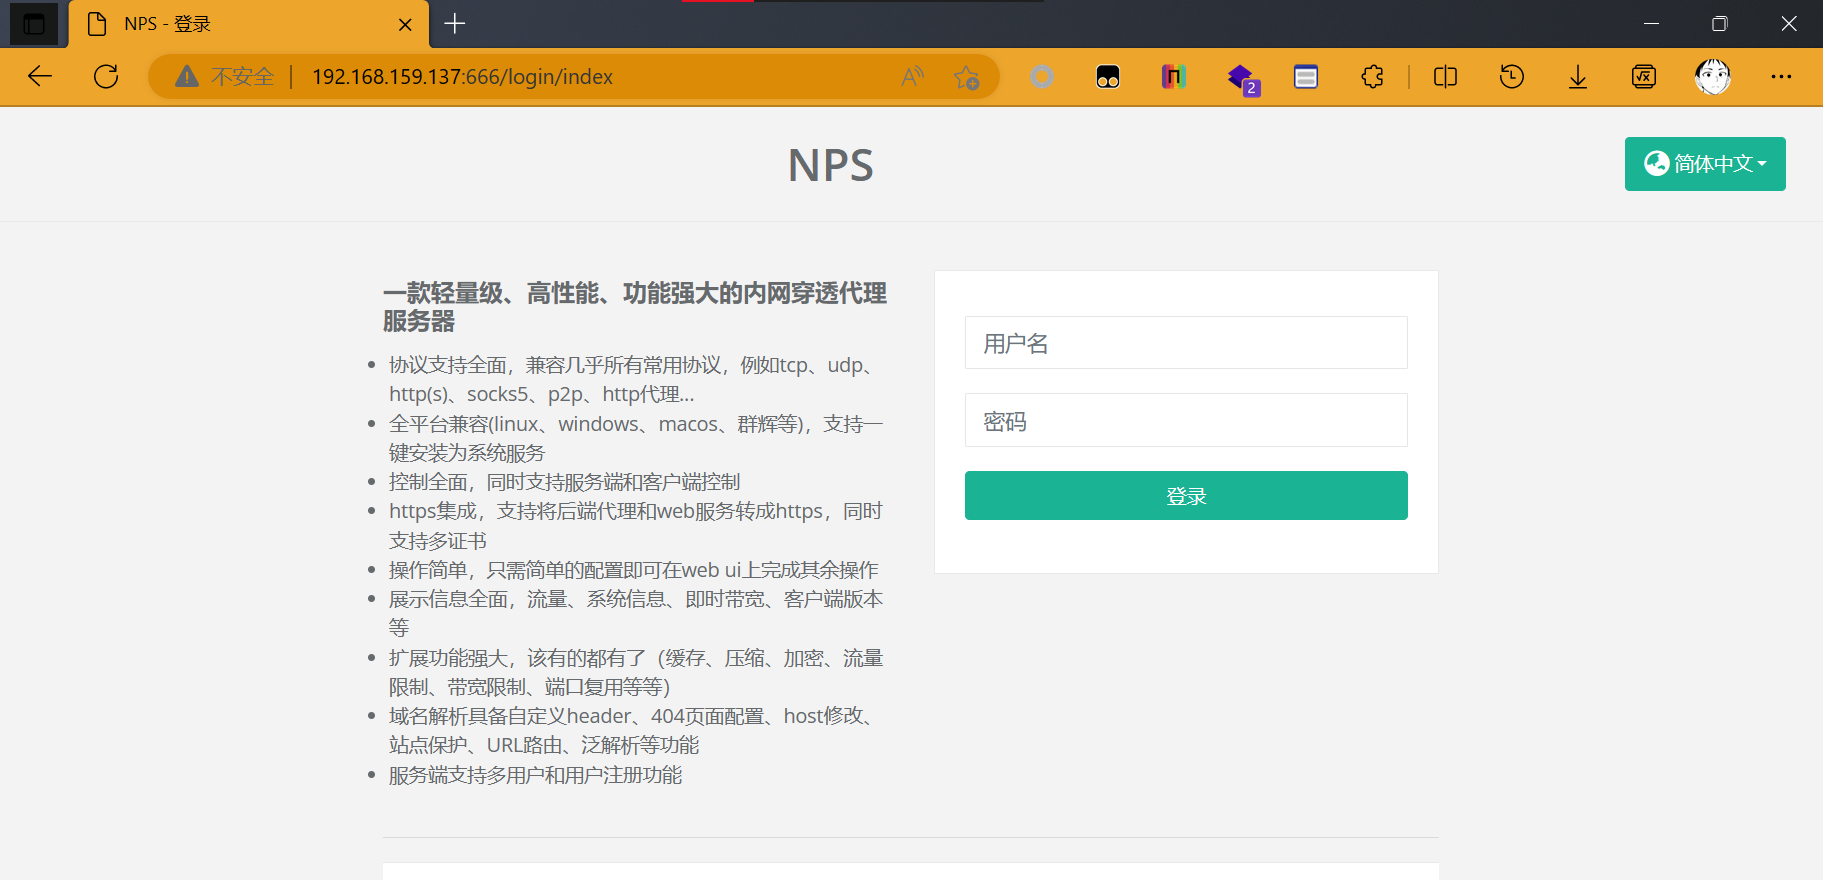 NPS - 登录
不安全
192.168.159.137:666/login/index
2
NPS
简体中文
一款轻量级、高性能、功能强大的内网穿透代理
服务器
协议支持全面，兼容几乎所有常用协议，例如tcp、udp、
http(s)、socks5、p2p、http代理...
全平台兼容(linux、windows、macos、群辉等)，支持一
键安装为系统服务
控制全面，同时支持服务端和客户端控制
https集成，支持将后端代理和web服务转成https，同时
支持多证书
操作简单，只需简单的配置即可在web ui上完成其余操作
展示信息全面，流量、系统信息、即时带宽、客户端版本
等
扩展功能强大，该有的都有了（缓存、压缩、加密、流量
限制、带宽限制、端口复用等等）
域名解析具备自定义header、404页面配置、host修改、
站点保护、URL路由、泛解析等功能
服务端支持多用户和用户注册功能
用户名
密码
登录